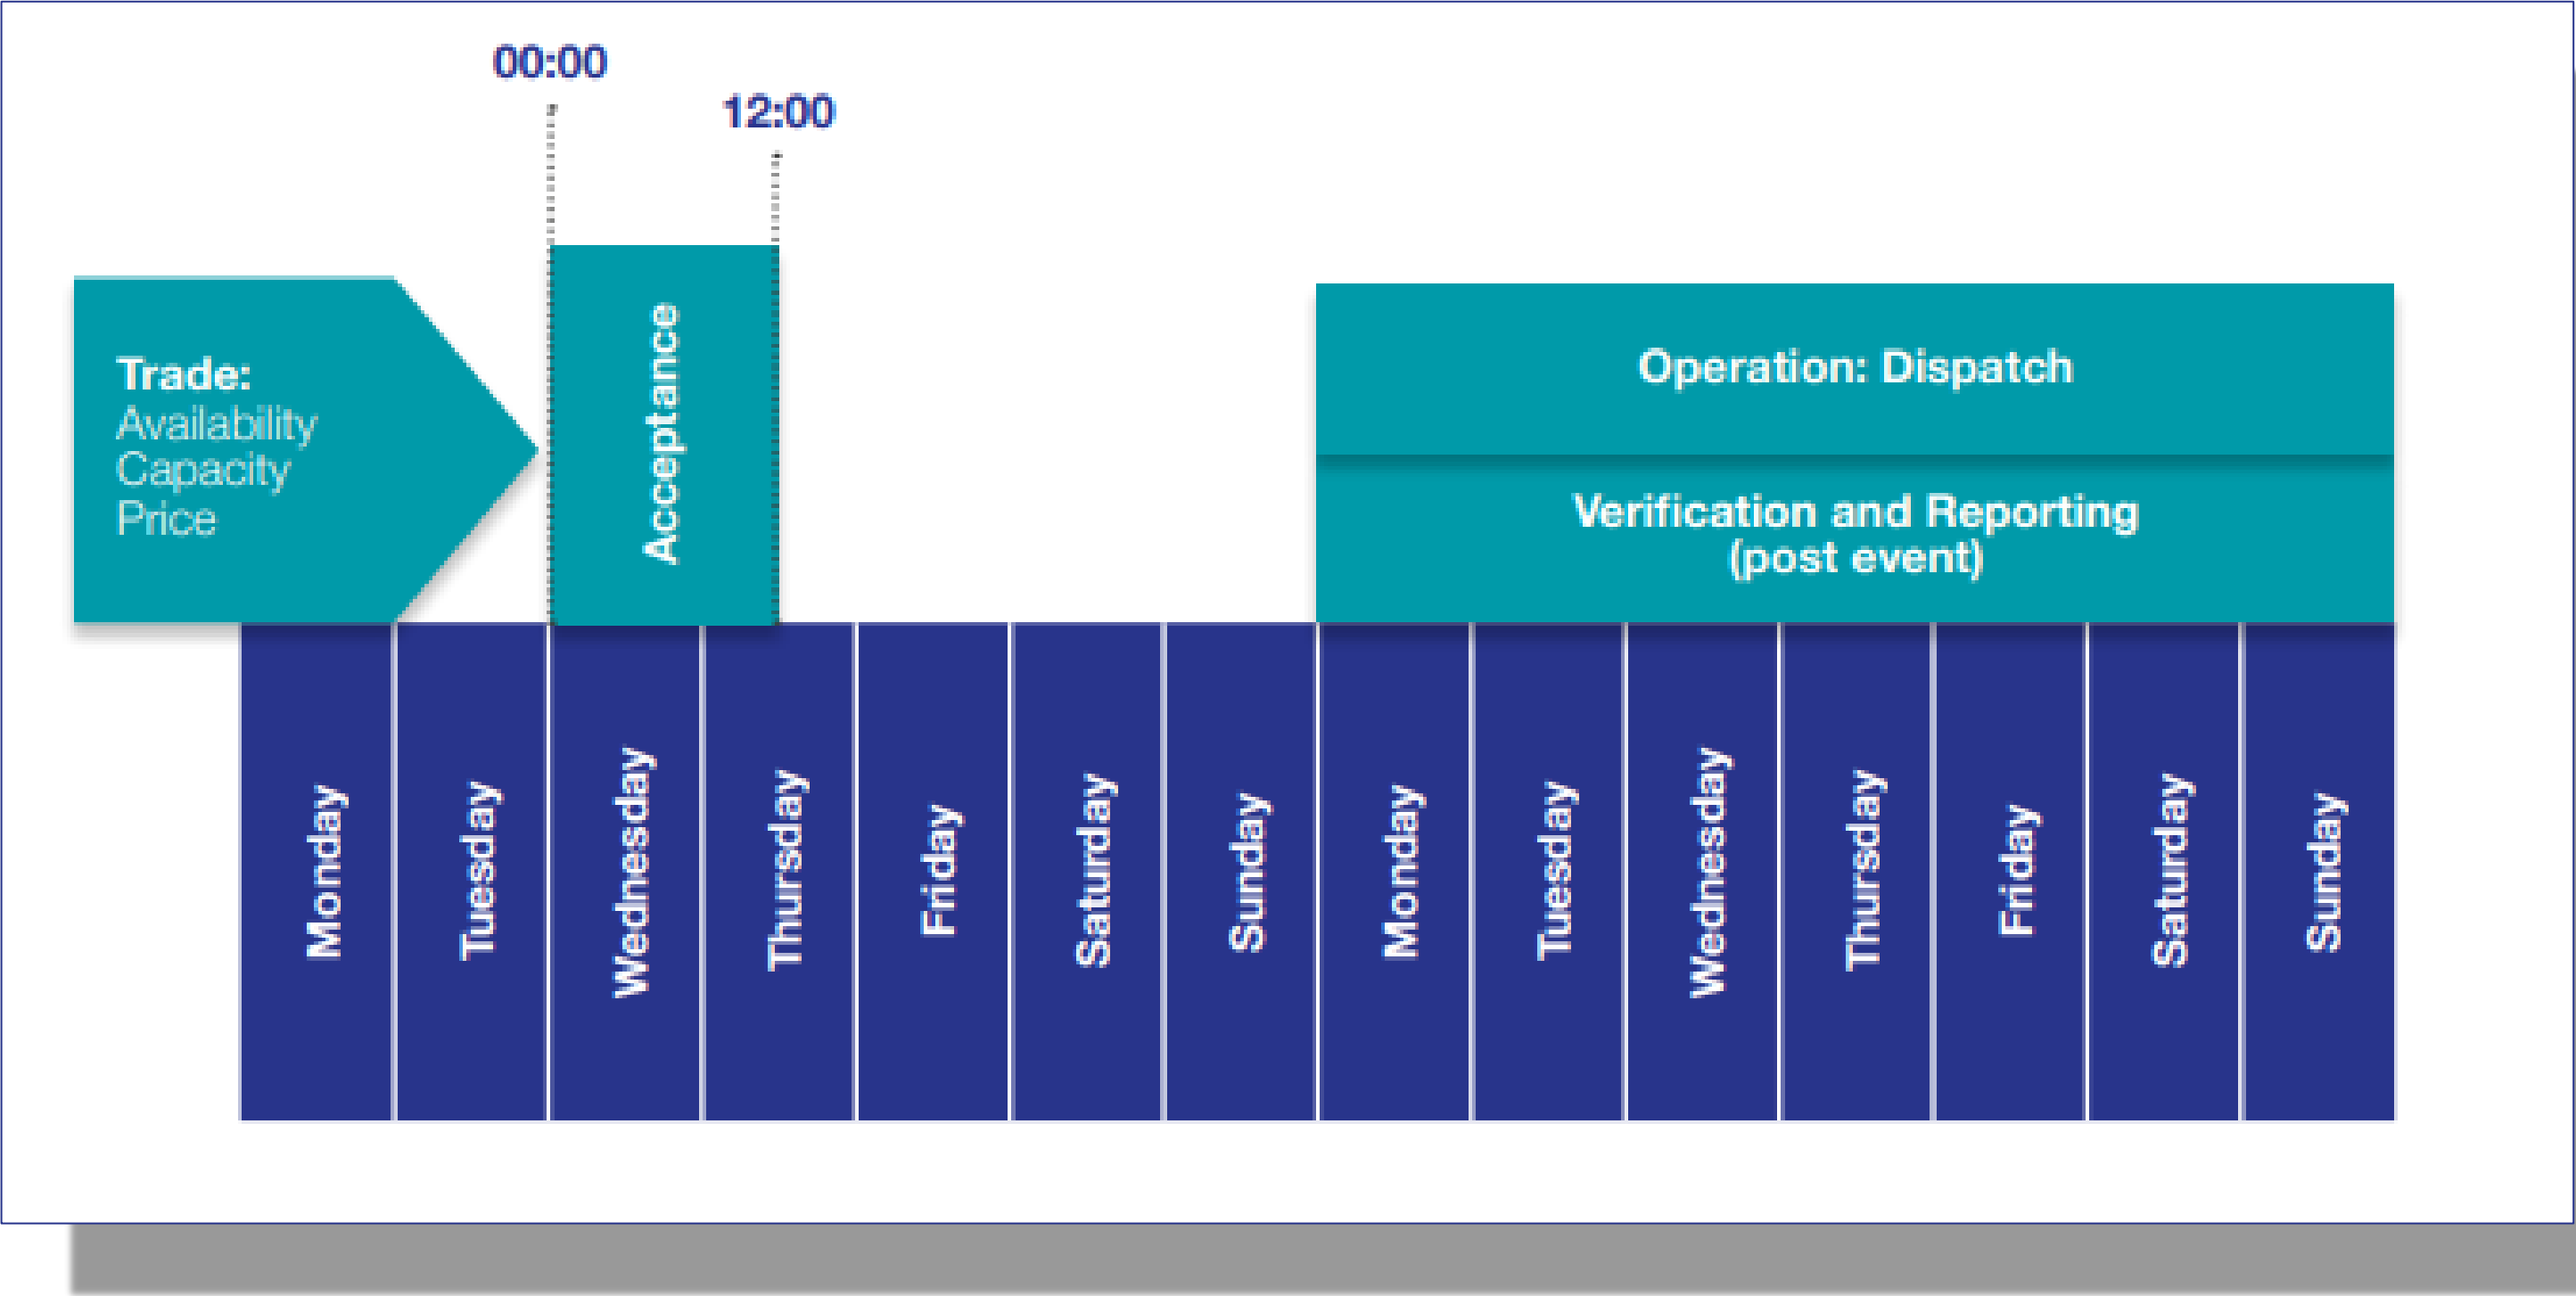 00:00
12:00
Trade:
Availability
Capacity
Price
Acceptance
Operation: Dispatch
Verification and Reporting
(post event)
Monday
Tuesday
Wednesday
Thursday
Friday
Saturday
Sunday
Monday
Tuesday
Wednesday
Thursday
Friday
Saturday
Sunday